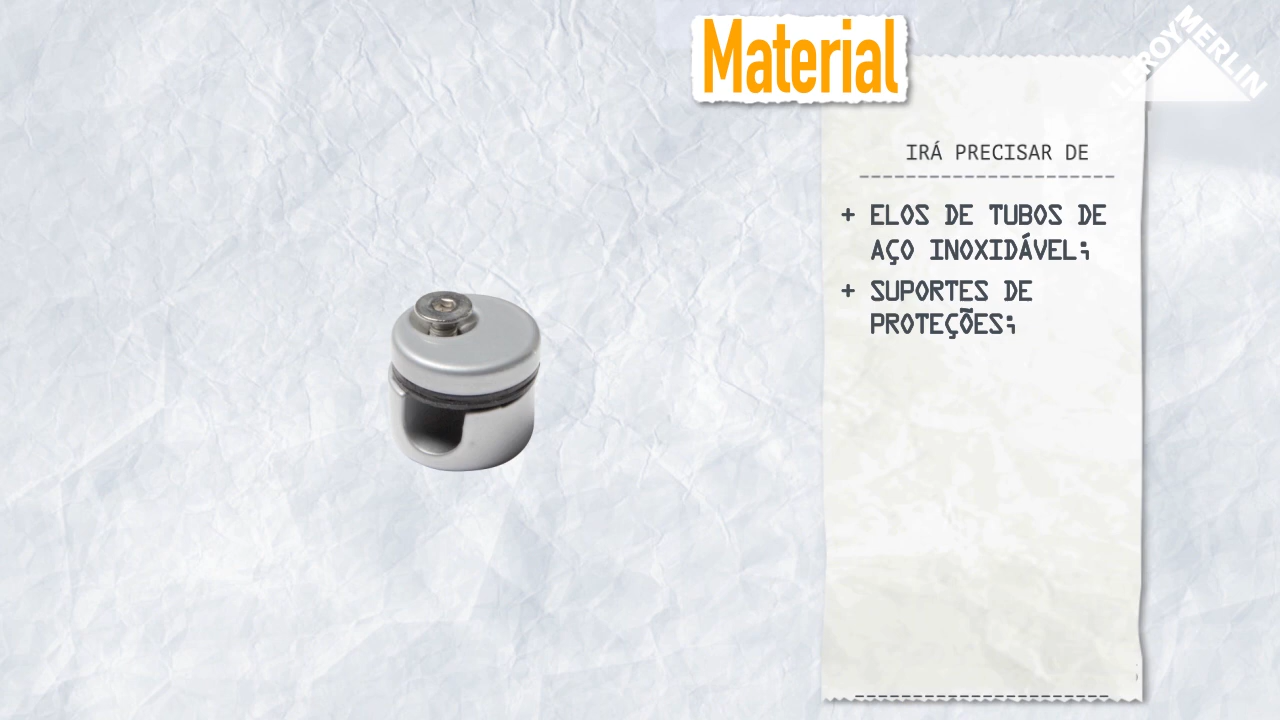 Material
LEROY MERLIN
IRÁ PRECISAR DE
+ ELOS DE TUBOS DE
AÇO INOXIDÁVEL;
+ SUPORTES DE
PROTEÇÕES;